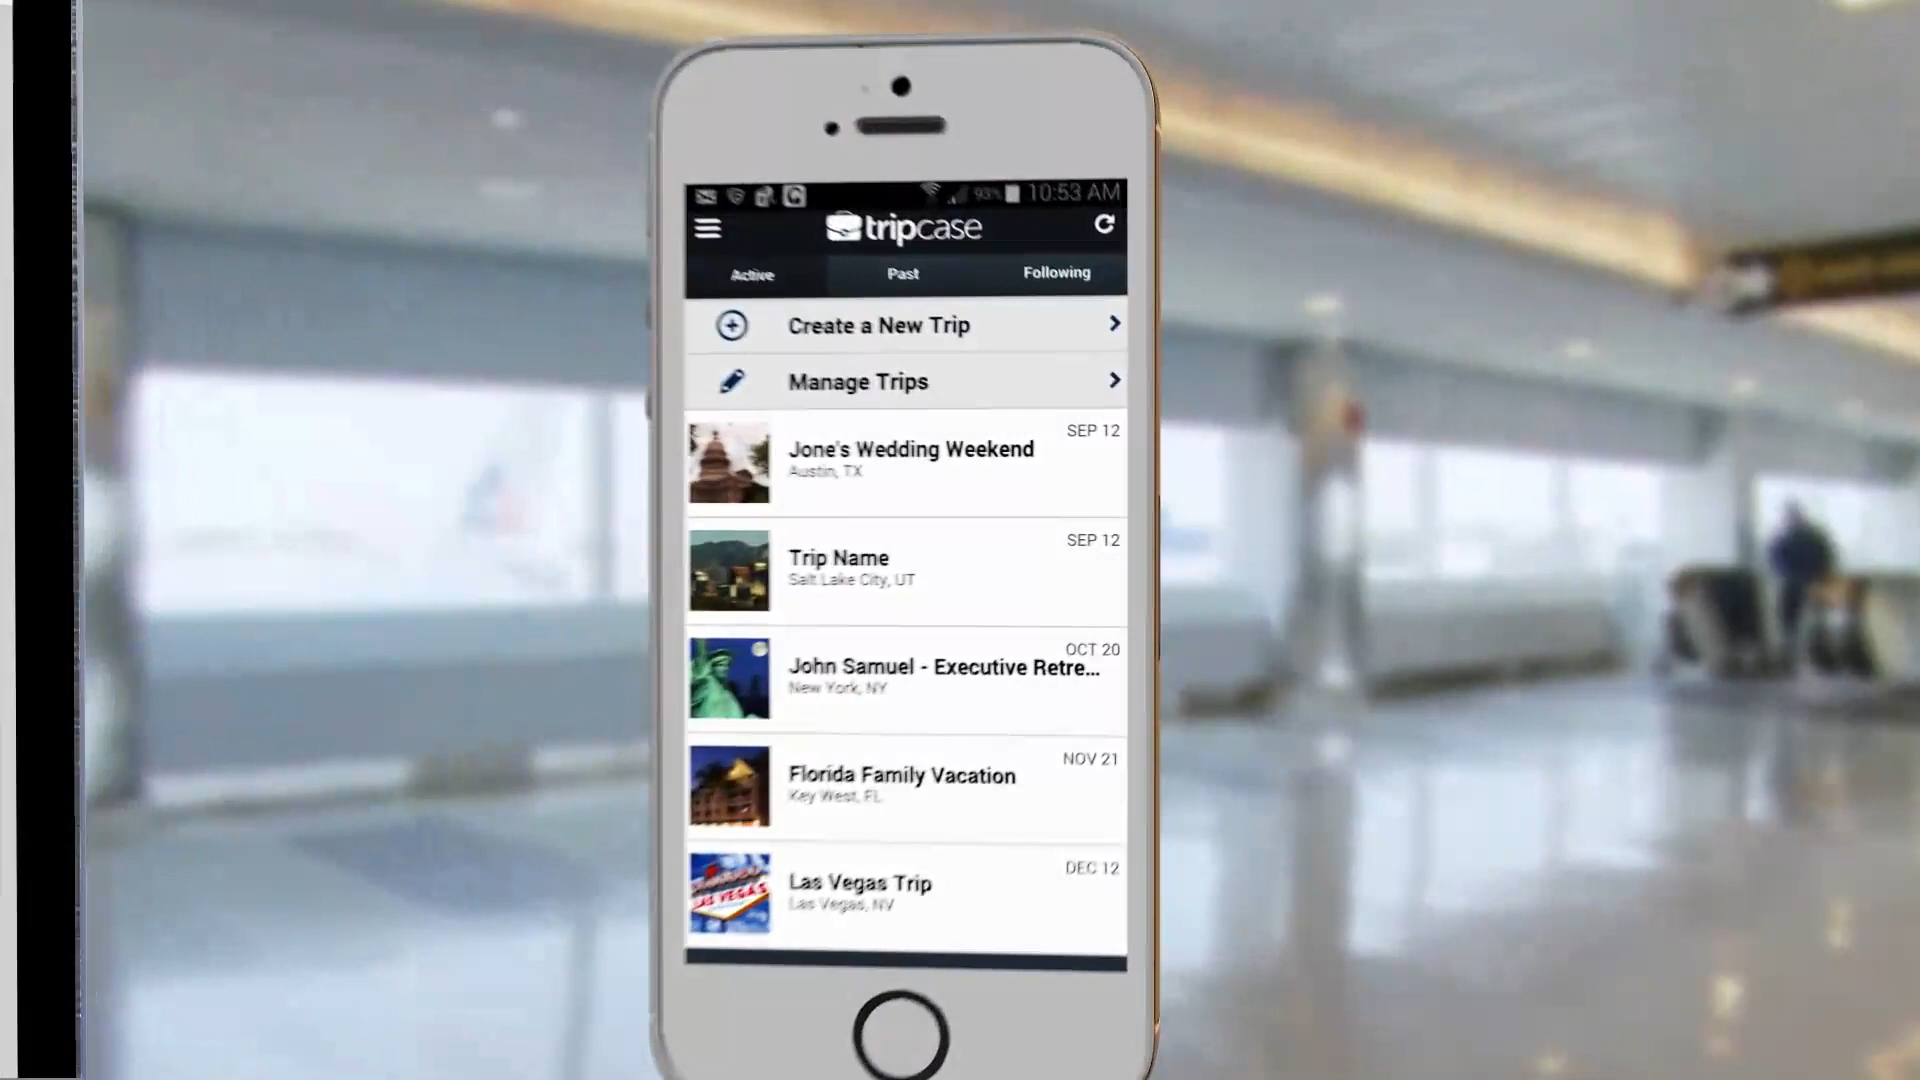 93% 10:53 AM
tripcase
Active Past Following
Create a New Trip
Manage Trips
SEP 12
Jone's Wedding Weekend
Austin, TX
SEP 12
Trip Name
Salt Lake City, UT
OCT 20
John Samuel - Executive Retre...
New York, NY
NOV 21
Florida Family Vacation
Key West, FL
DEC 12
Las Vegas Trip
Las Vegas, NV
LAS VEGAS